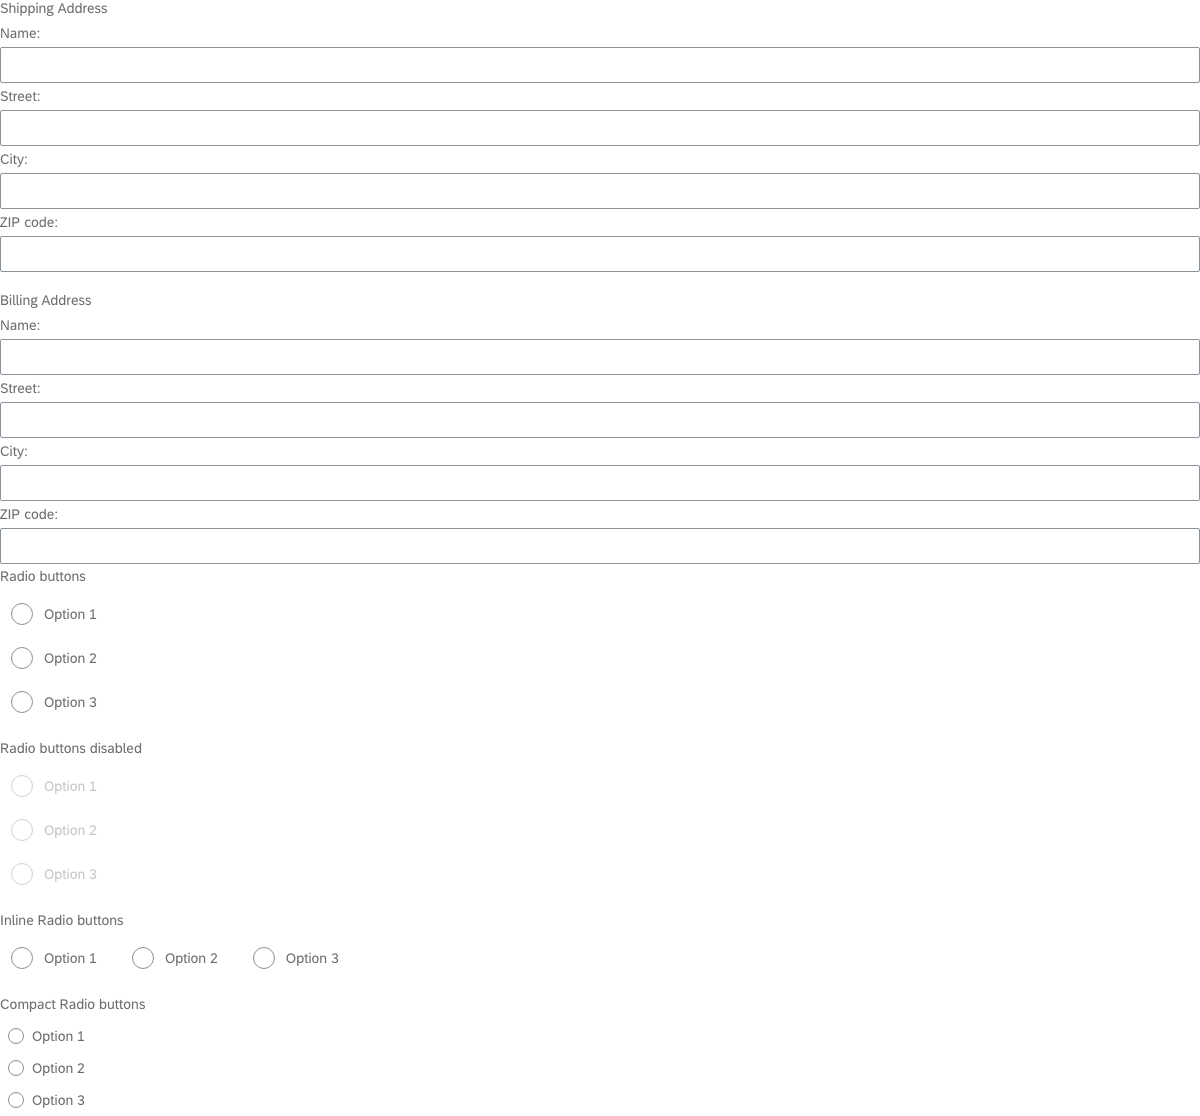 Shipping Address
Name:
Street:
City:
ZIP code:
Billing Address
Name:
Street:
City:
ZIP code:
Radio buttons
Option 1
Option 2
Option 3
Radio buttons disabled
Option 1
Option 2
Option 3
Inline Radio buttons
Option 1 Option 2 Option 3
Compact Radio buttons
Option 1
Option 2
Option 3